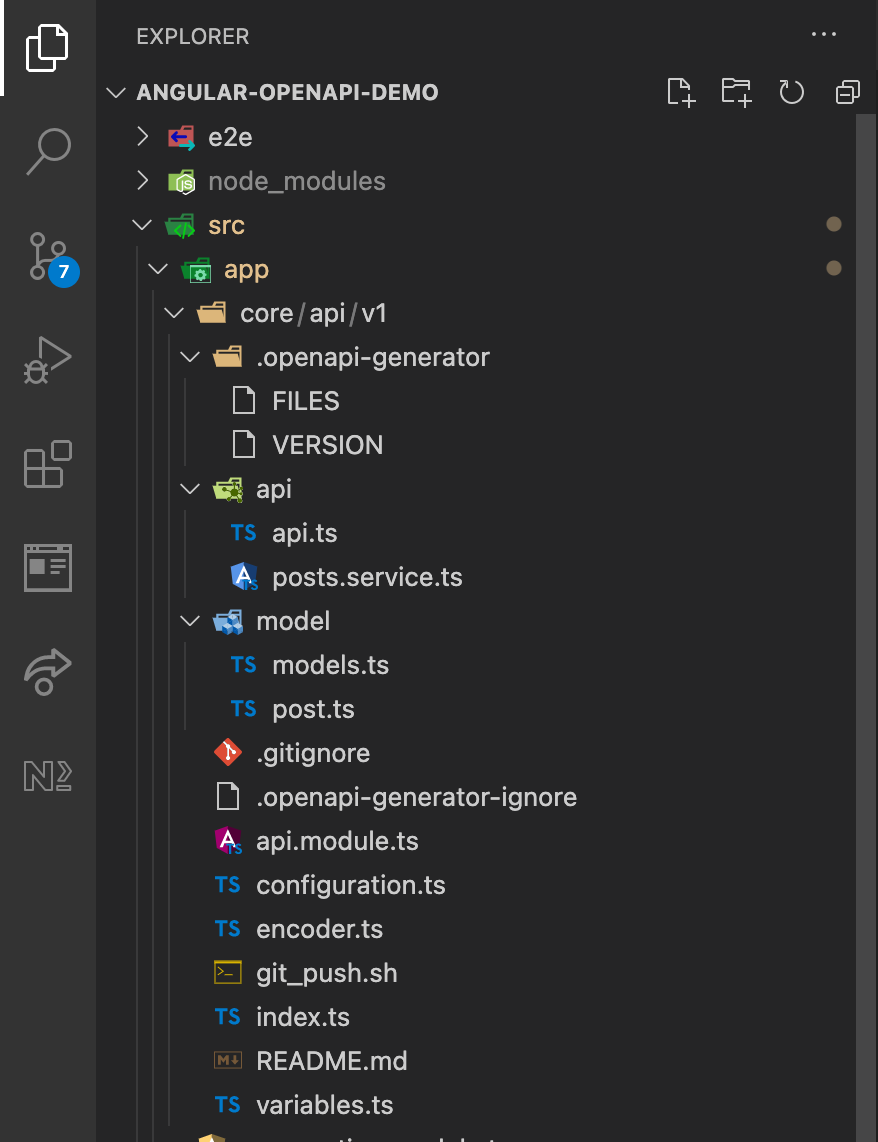 EXPLORER
ANGULAR-OPENAPI-DEMO
e2e
node_modules
src
7
app
core/api/v1
.openapi-generator
FILES
VERSION
api
TS api.ts
posts.service.ts
model
TS models.ts
TS post.ts
.gitignore
.openapi-generator-ignore
api.module.ts
TS configuration.ts
TS encoder.ts
git_push.sh
TS index.ts
README.md
TS variables.ts